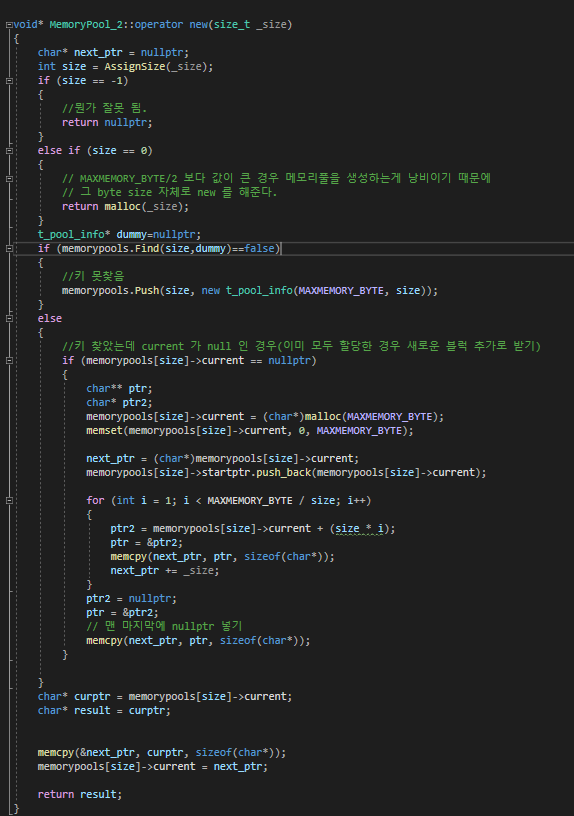 void* MemoryPool_2::operator new(size_t _size)
{
char* next_ptr = nullptr;
int size = AssignSize(_size);
if (size == -1)
{
//뭔가 잘못 됨.
return nullptr;
}
else if (size == 0)
{
// MAXMEMORY_BYTE/2 보다 값이 큰 경우 메모리풀을 생성하는게 낭비이기 때문에
// 그 byte size 자체로 new 를 해준다.
return malloc(_size);
}
t_pool_info* dummy=nullptr;
if (memorypools.Find(size,dummy)==false)
{
//키 못찾음
memorypools.Push(size, new t_pool_info(MAXMEMORY_BYTE, size));
}
else
{
//키 찾았는데 current 가 null 인 경우(이미 모두 할당한 경우 새로운 블럭 추가로 받기)
if (memorypools[size]->current == nullptr)
{
char** ptr;
char* ptr2;
memorypools[size]->current = (char*)malloc(MAXMEMORY_BYTE);
memset(memorypools[size]->current, 0, MAXMEMORY_BYTE);
next_ptr = (char*)memorypools[size]->current;
memorypools[size]->startptr.push_back(memorypools[size]->current);
for (int i = 1; i < MAXMEMORY_BYTE / size; i++)
{
ptr2 = memorypools[size]->current + (size * i);
ptr = &ptr2;
memcpy(next_ptr, ptr, sizeof(char*));
next_ptr += _size;
}
ptr2 = nullptr;
ptr = &ptr2;
// 맨 마지막에 nullptr 넣기
memcpy(next_ptr, ptr, sizeof(char*));
}
}
char* curptr = memorypools[size]->current;
char* result = curptr;
memcpy(&next_ptr, curptr, sizeof(char*));
memorypools[size]->current = next_ptr;
return result;
}